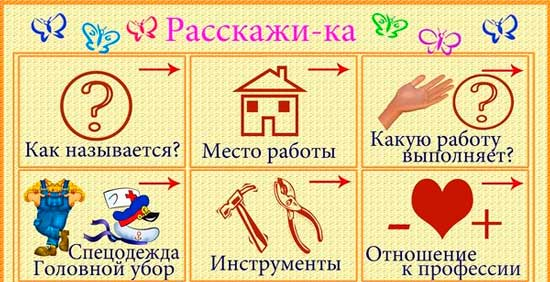 Расскажи-ка
Как называется?
Место работы
Какую работу
выполняет?
Спецодежда
Головной убор
Инструменты
Отношение
к профессии